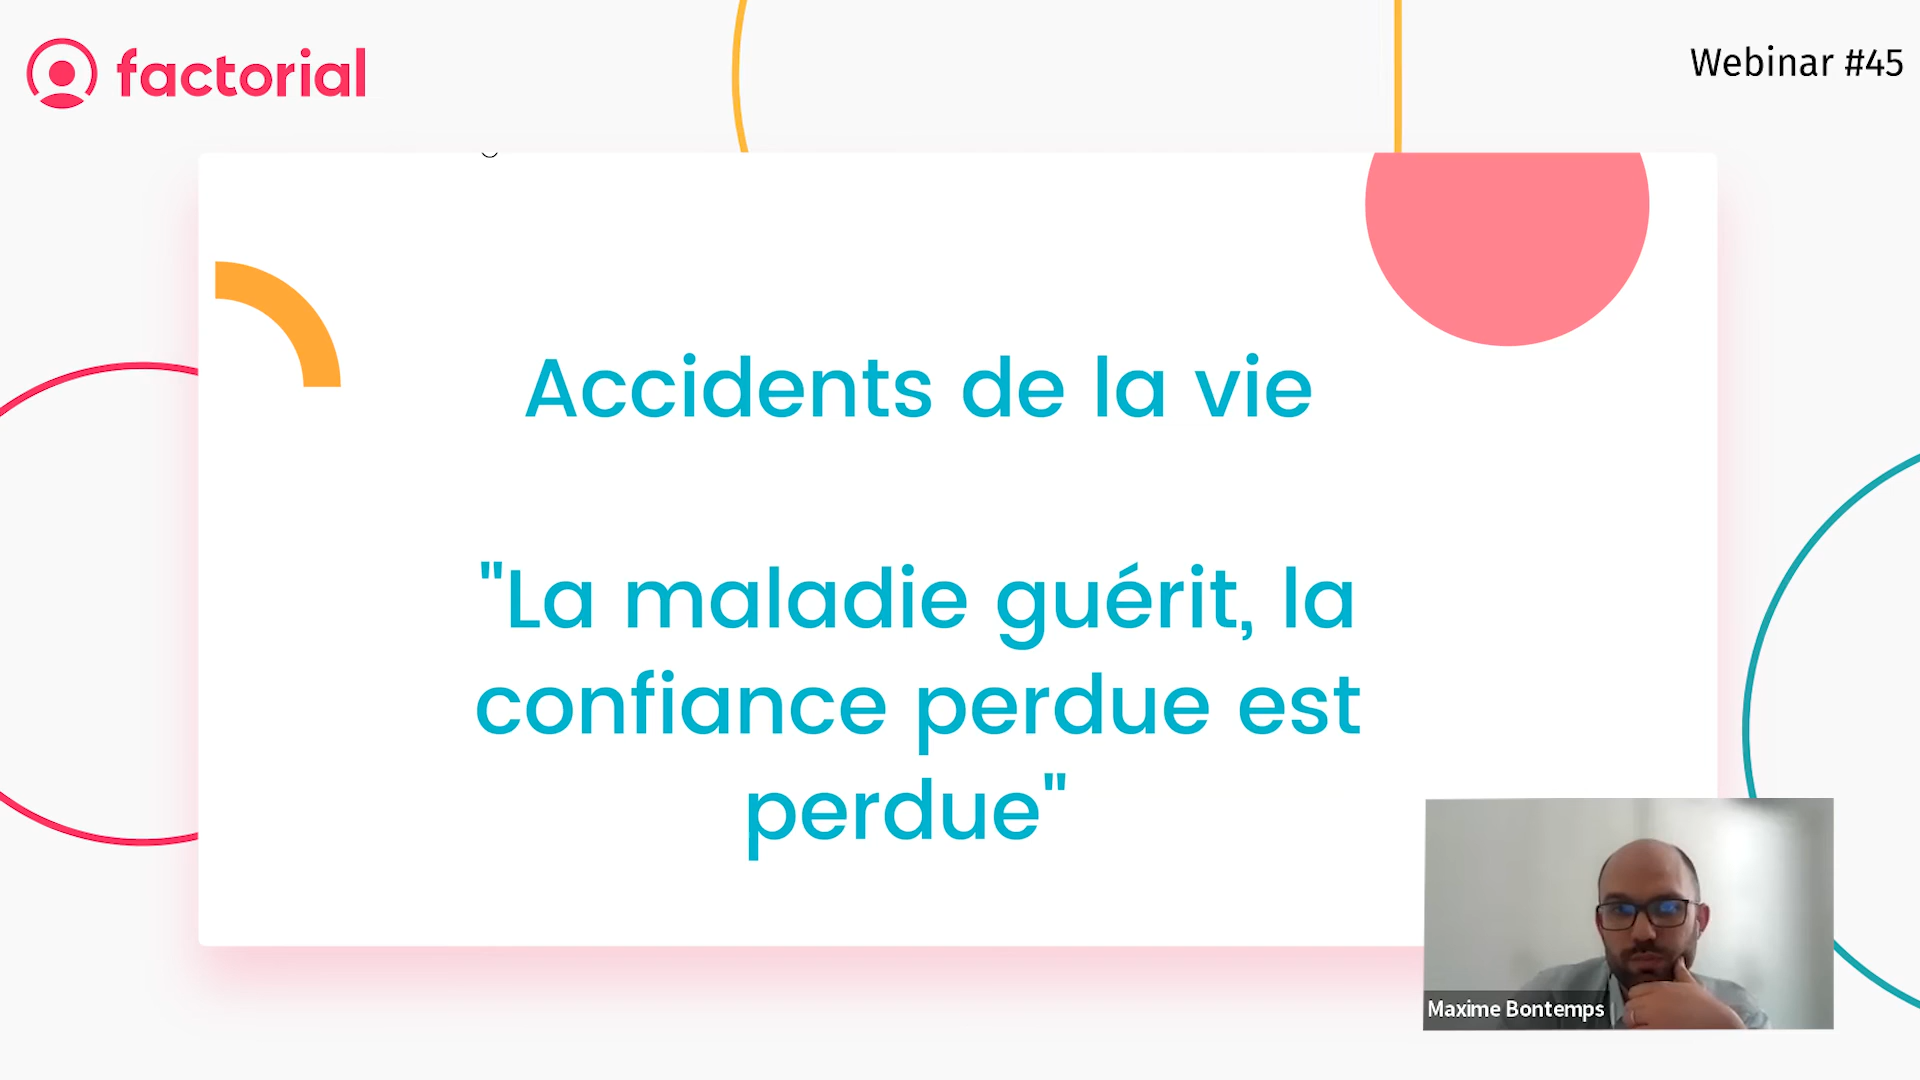 factorial
Webinar #45
Accidents de la vie
"La maladie guérit, la
confiance perdue est
perdue"
Maxime Bontemps